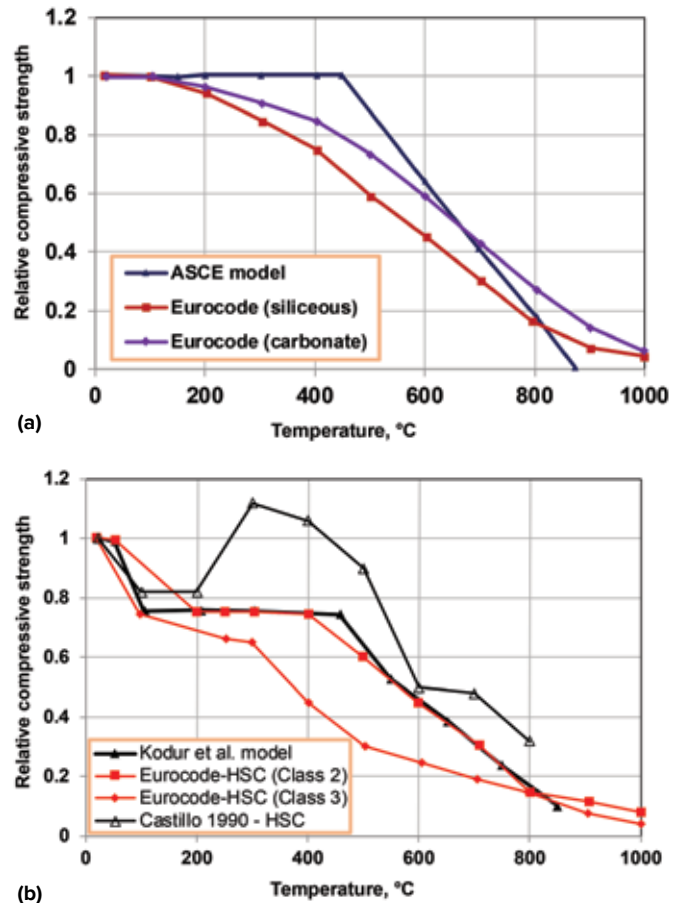 1.2
1
0.8
0.6
0.4
0.2
0
Relative compressive strength
ASCE model
Eurocode (siliceous)
Eurocode (carbonate)
0 200 400 600 800 1000
Temperature, °C
(a)
1.2
1
0.8
0.6
0.4
0.2
0
Relative compressive strength
Kodur et al. model
Eurocode-HSC (Class 2)
Eurocode-HSC (Class 3)
Castillo 1990 - HSC
0 200 400 600 800 1000
Temperature, °C
(b)